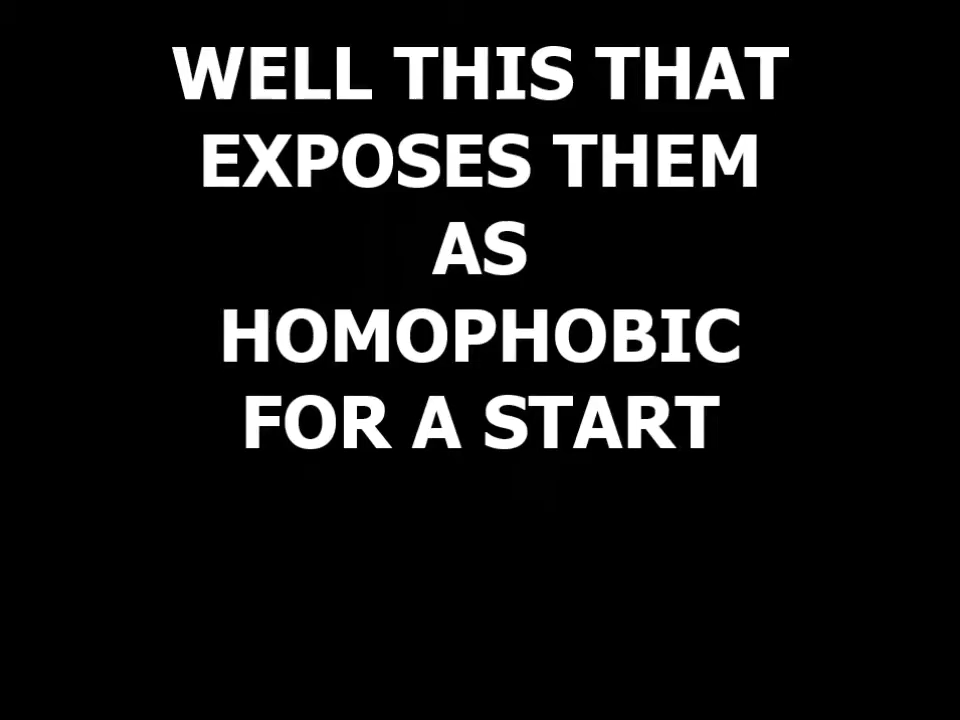 WELL THIS THAT
EXPOSES THEM
AS
HOMOPHOBIC
FOR A START